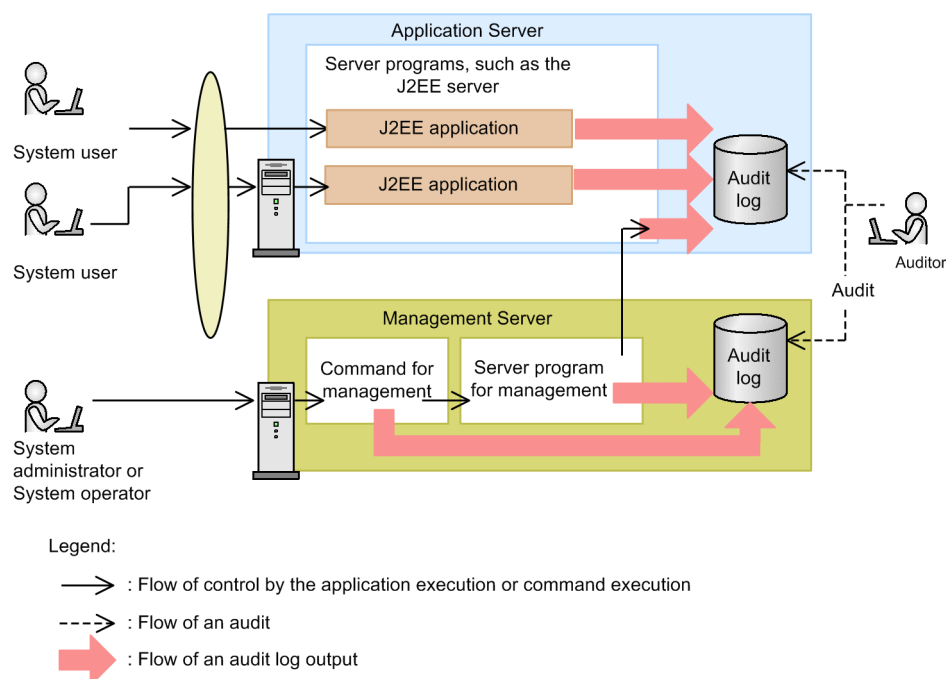 Application Server
Server programs, such as the
J2EE server
J2EE application
System user
J2EE application
Audit
log
System user
Auditor
Audit
Management Server
Command for
management
Server program
for management
Audit
log
System
administrator or
System operator
Legend:
: Flow of control by the application execution or command execution
: Flow of an audit
: Flow of an audit log output